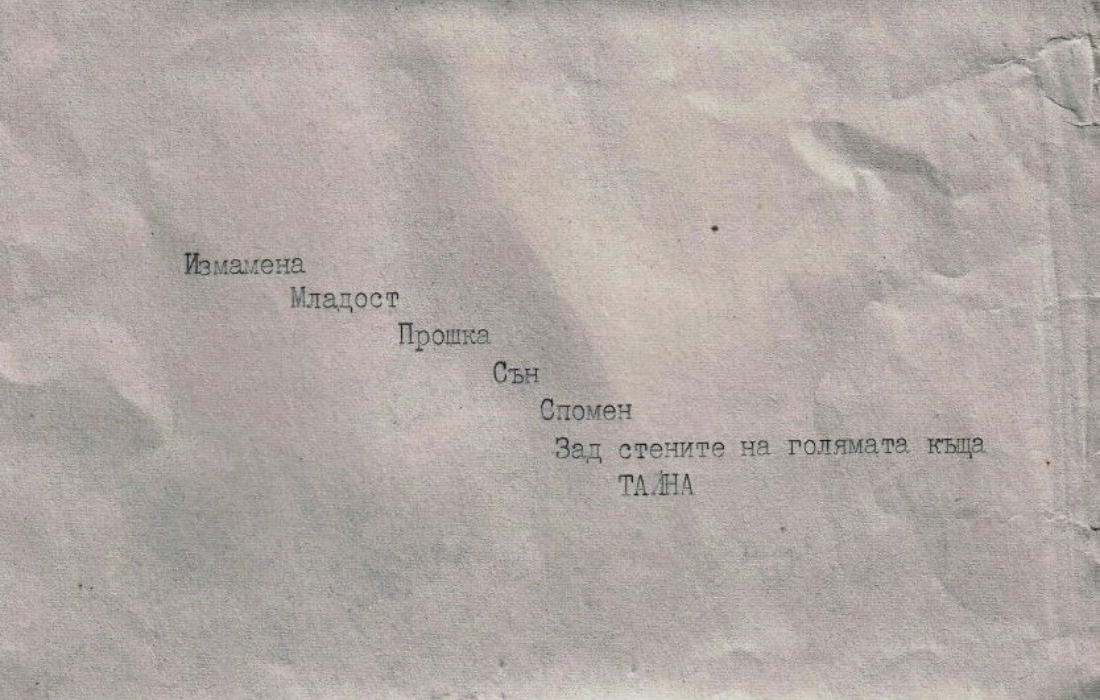 Измамена
Младост
Прошка
Сън
Спомен
Зад стените на голямата къща
ТАЙНА